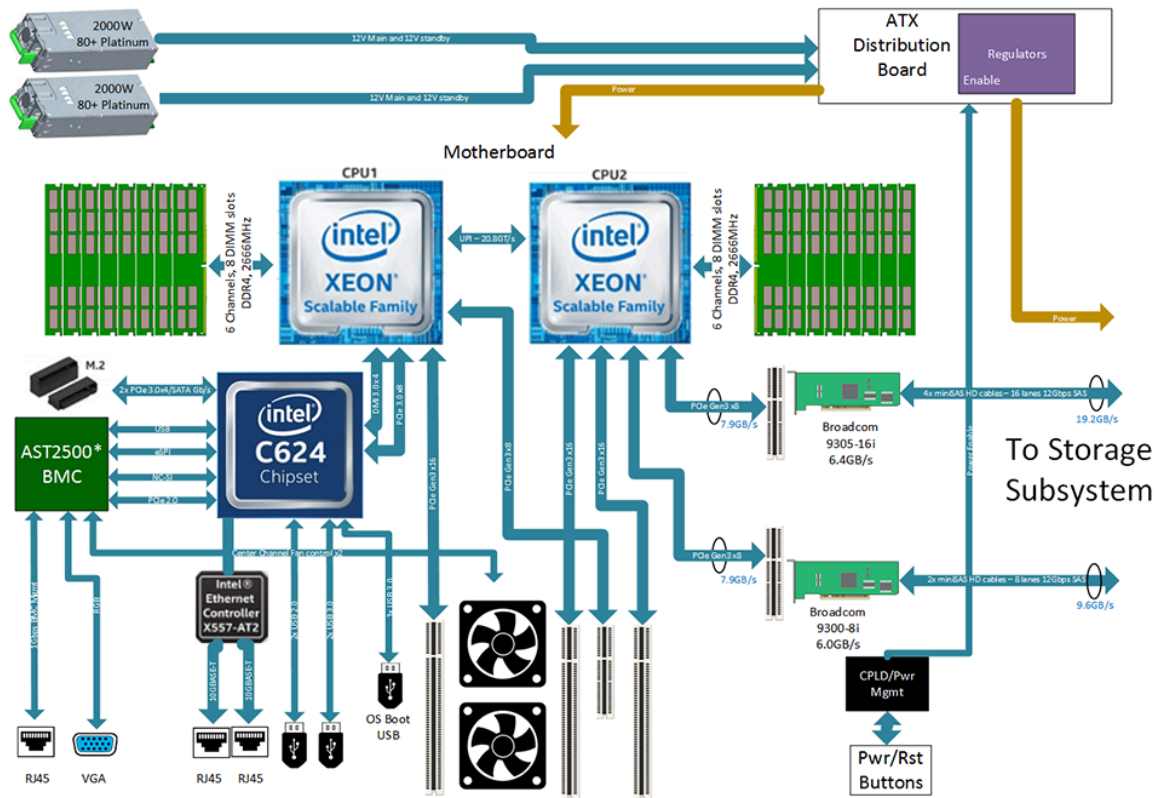 2000W
80+ Platinum
2000W
80+ Platinum
12V Main and 12V standby
12V Main and 12V standby
Power
ATX
Distribution
Board
Regulators
Enable
Motherboard
CPU1
CPU2
6 Channels, 8 DIMM slots
DDR4, 2666MHz
intel
XEON®
Scalable Family
UPI – 20.8GT/s
intel
XEON®
Scalable Family
6 Channels, 8 DIMM slots
DDR4, 2666MHz
Power
M.2
2x PCIe 3.0x4/SATA Gb/s
DMI 3.0 x4
PCIe 3.0 x8
intel
C624
Chipset
AST2500*
BMC
USB
eSPI
NC-SI
PCIe 2.0
PCIe Gen3 x16
PCIe Gen3 x8
PCIe Gen3 x16
PCIe Gen3 x16
PCIe Gen3 x8
7.9GB/s
Broadcom
9305-16i
6.4GB/s
4x miniSAS HD cables – 16 lanes 12Gbps SAS
19.2GB/s
Power Enable
To Storage
Subsystem
PCIe Gen3 x8
7.9GB/s
Broadcom
9300-8i
6.0GB/s
2x miniSAS HD cables – 8 lanes 12Gbps SAS
9.6GB/s
Center Channel Fan control x2
Intel®
Ethernet
Controller
X557-AT2
1Gbps BMC Mgmt
10GBASE-T
10GBASE-T
2x USB 2.0
2x USB 3.0
1x USB 3.0
OS Boot
USB
CPLD/Pwr
Mgmt
Pwr/Rst
Buttons
RJ45
VGA
RJ45
RJ45